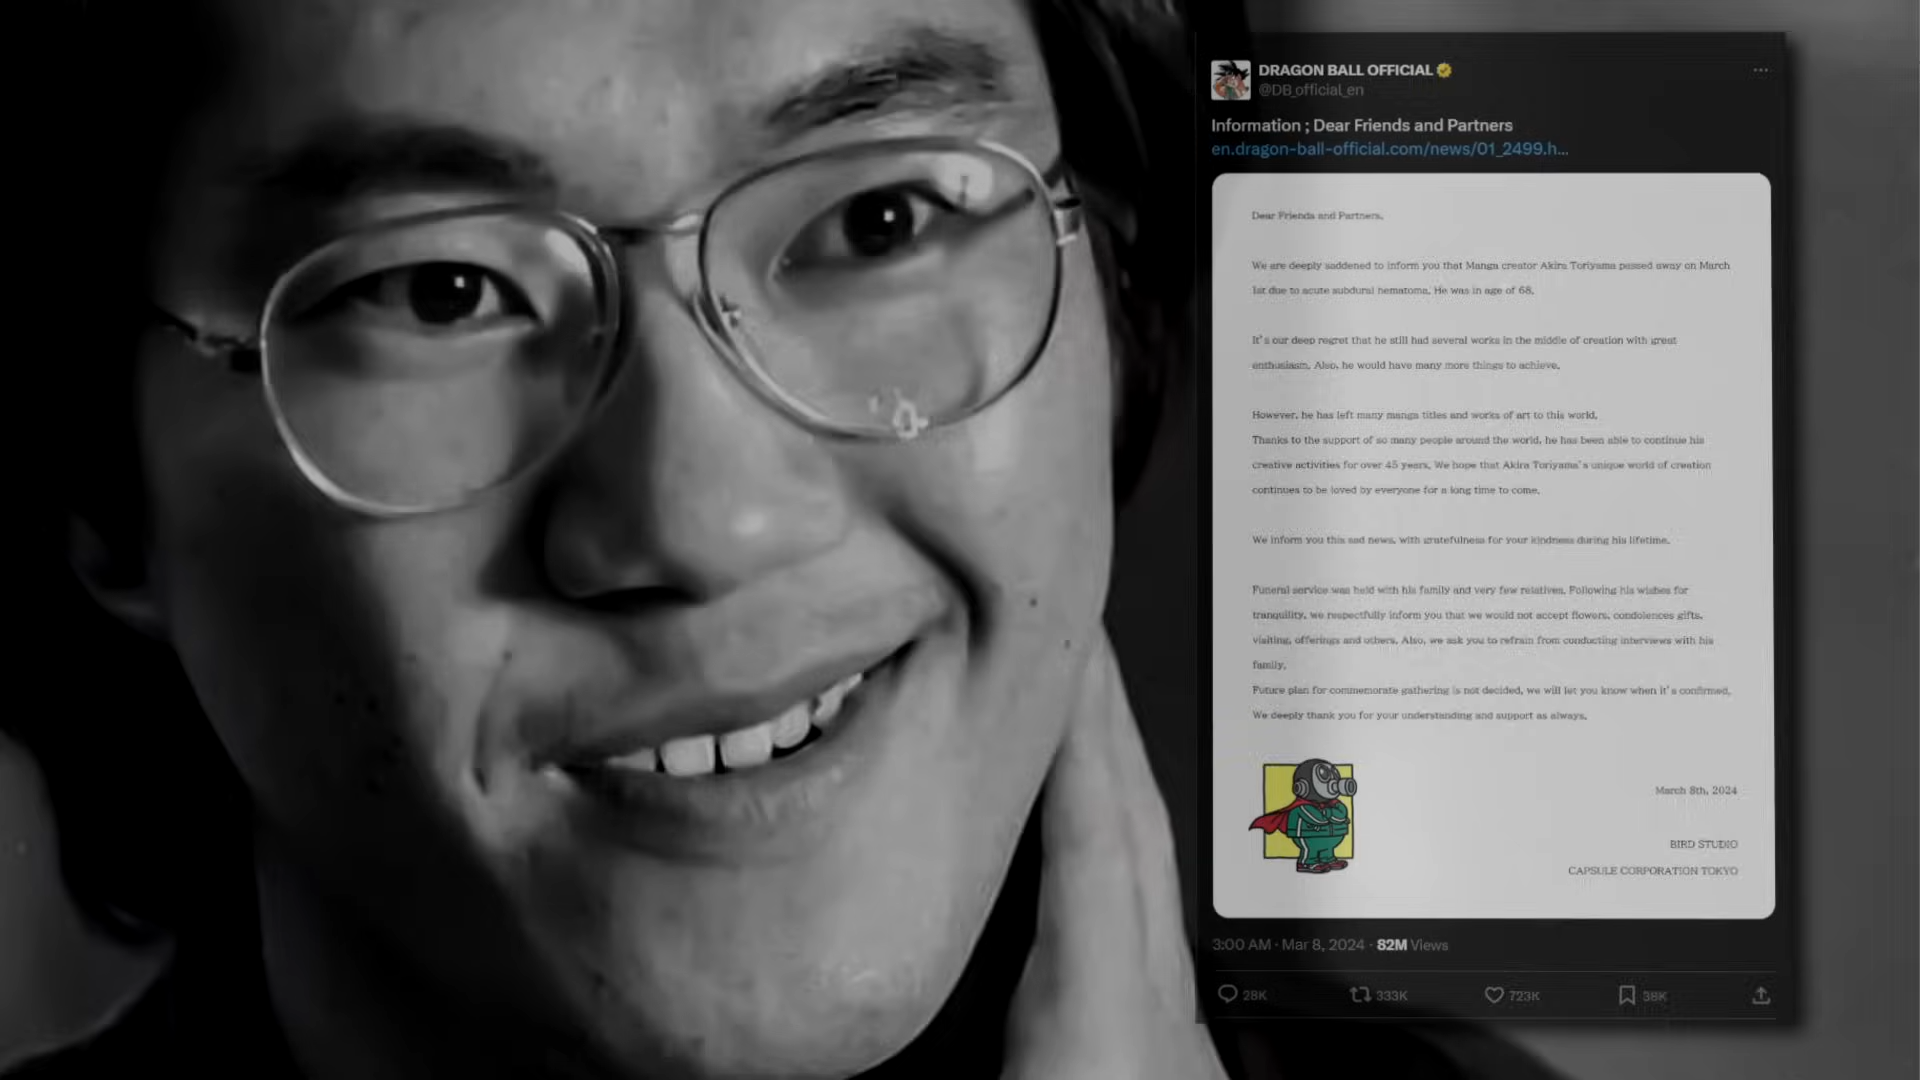 DRAGON BALL OFFICIAL
@DB_official_en
Information ; Dear Friends and Partners
en.dragon-ball-official.com/news/01_2499.h...
Dear Friends and Partners,
We are deeply saddened to inform you that Manga creator Akira Toriyama passed away on March
1st due to acute subdural hematoma. He was in age of 68.
It's our deep regret that he still had several works in the middle of creation with great
enthusiasm. Also, he would have many more things to achieve.
However, he has left many manga titles and works of art to this world.
Thanks to the support of so many people around the world, he has been able to continue his
creative activities for over 45 years. We hope that Akira Toriyama's unique world of creation
continues to be loved by everyone for a long time to come.
We inform you this sad news, with gratefulness for your kindness during his lifetime.
Funeral service was held with his family and very few relatives. Following his wishes for
tranquility, we respectfully inform you that we would not accept flowers, condolences gifts,
visiting, offerings and others. Also, we ask you to refrain from conducting interviews with his
family.
Future plan for commemorate gathering is not decided, we will let you know when it's confirmed.
We deeply thank you for your understanding and support as always.
March 8th, 2024
BIRD STUDIO
CAPSULE CORPORATION TOKYO
3:00 AM · Mar 8, 2024 · 82M Views
28K 333K 723K 38K